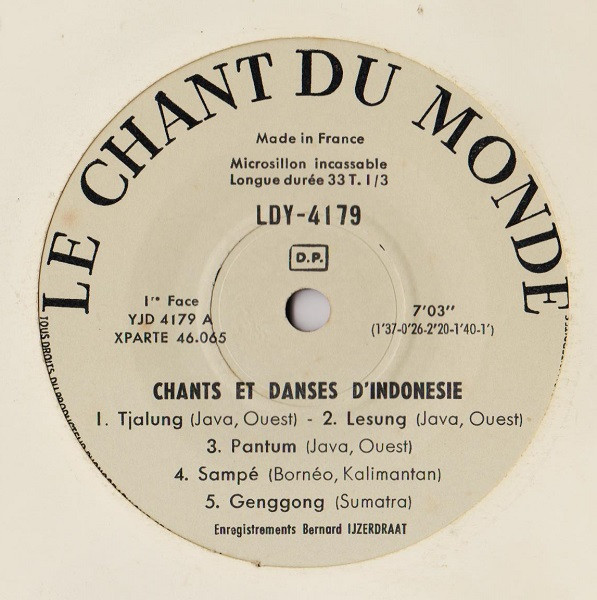 LE CHANT DU MONDE
Made in France
Microsillon incassable
Longue durée 33 T. 1/3
LDY-4179
D.P.
1re Face
YJD 4179 A
XPARTE 46.065
7'03''
(1'37-0'26-2'20-1'40-1')
CHANTS ET DANSES D'INDONESIE
1. Tjalung (Java, Ouest) - 2. Lesung (Java, Ouest)
3. Pantum (Java, Ouest)
4. Sampé (Bornéo, Kalimantan)
5. Genggong (Sumatra)
Enregistrements Bernard IJZERDRAAT
TOUS DROITS DU